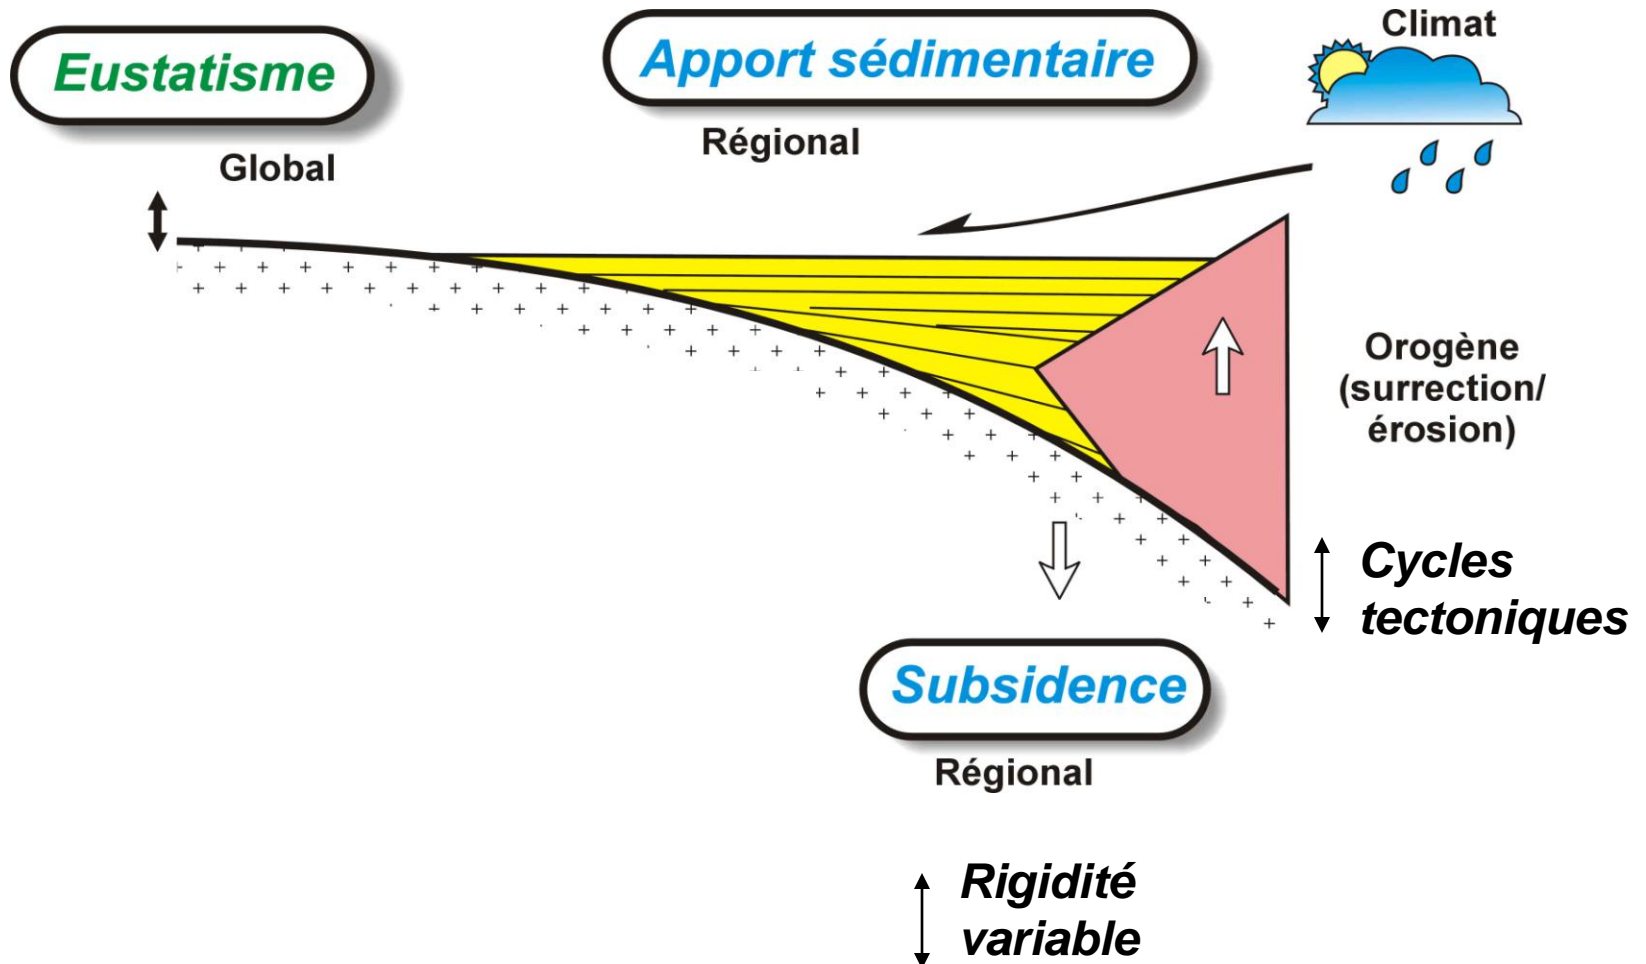 Eustatisme
Global
Apport sédimentaire
Régional
Climat
Orogène
(surrection/
érosion)
Cycles
tectoniques
Subsidence
Régional
Rigidité
variable